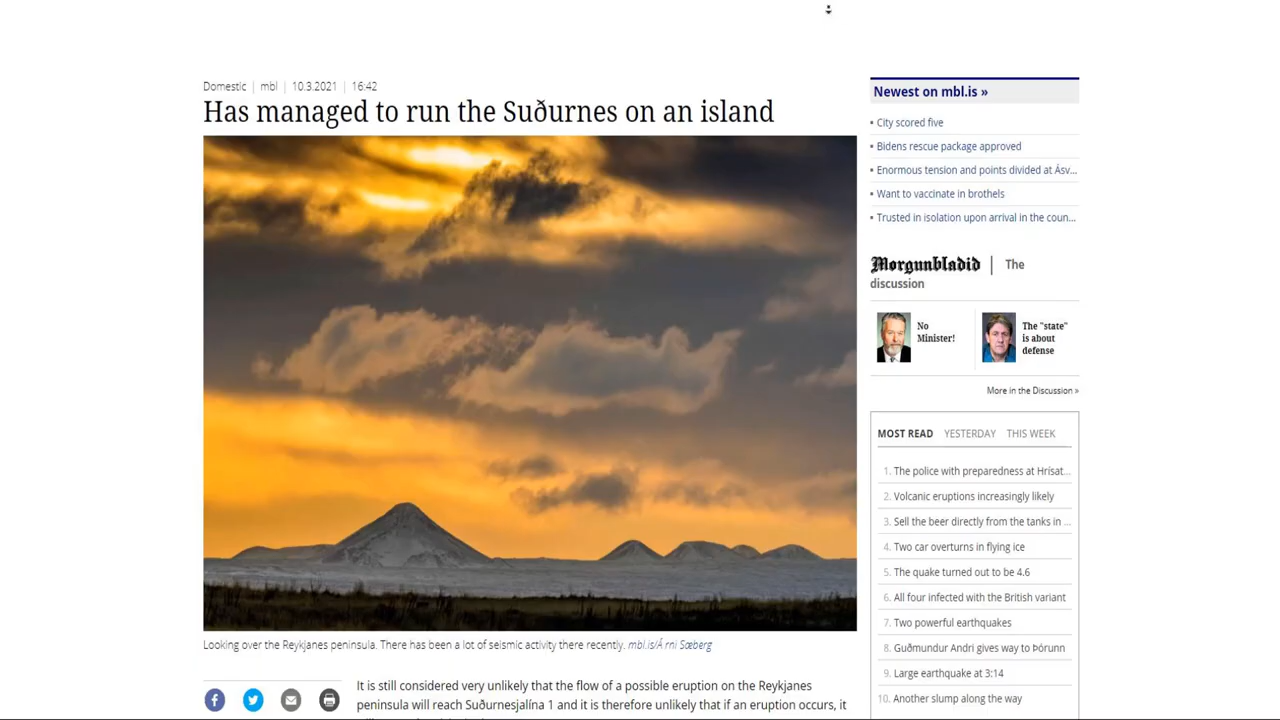 Domestic | mbl | 10.3.2021 | 16:42
Has managed to run the Suðurnes on an island
Looking over the Reykjanes peninsula. There has been a lot of seismic activity there recently. mbl.is/Á rni Sæberg
It is still considered very unlikely that the flow of a possible eruption on the Reykjanes
peninsula will reach Suðurnesjalína 1 and it is therefore unlikely that if an eruption occurs, it
Newest on mbl.is »
City scored five
Bidens rescue package approved
Enormous tension and points divided at Ásv...
Want to vaccinate in brothels
Trusted in isolation upon arrival in the coun...
Morgunbladid | The
discussion
No
Minister!
The "state"
is about
defense
More in the Discussion »
MOST READ YESTERDAY THIS WEEK
1. The police with preparedness at Hrísat...
2. Volcanic eruptions increasingly likely
3. Sell the beer directly from the tanks in ...
4. Two car overturns in flying ice
5. The quake turned out to be 4.6
6. All four infected with the British variant
7. Two powerful earthquakes
8. Guðmundur Andri gives way to Þórunn
9. Large earthquake at 3:14
10. Another slump along the way